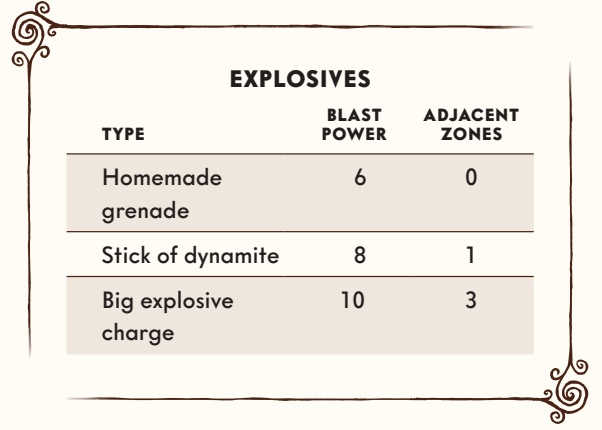 EXPLOSIVES
TYPE BLAST POWER ADJACENT ZONES
Homemade grenade 6 0
Stick of dynamite 8 1
Big explosive charge 10 3